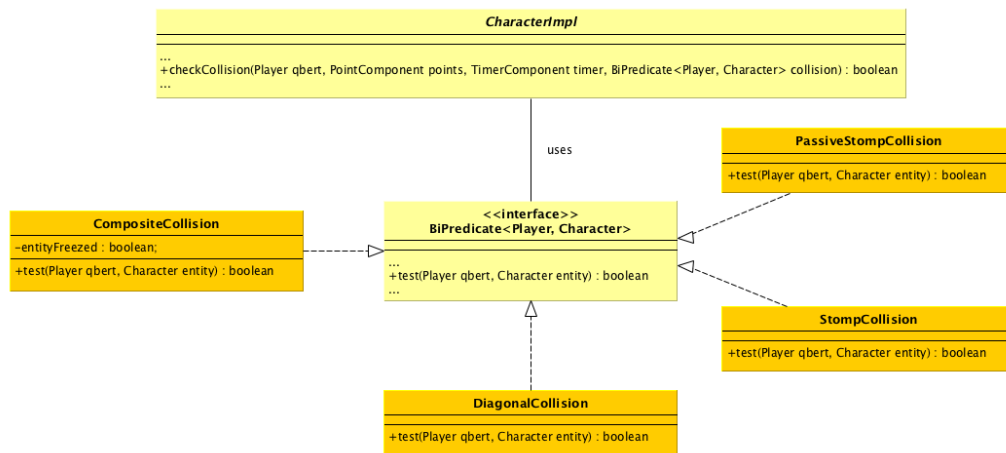 CharacterImpl
...
+checkCollision(Player qbert, PointComponent points, TimerComponent timer, BiPredicate<Player, Character> collision) : boolean
...
uses
PassiveStompCollision
+test(Player qbert, Character entity) : boolean
<<interface>>
BiPredicate<Player, Character>
...
+test(Player qbert, Character entity) : boolean
...
CompositeCollision
-entityFreezed : boolean;
+test(Player qbert, Character entity) : boolean
StompCollision
+test(Player qbert, Character entity) : boolean
DiagonalCollision
+test(Player qbert, Character entity) : boolean